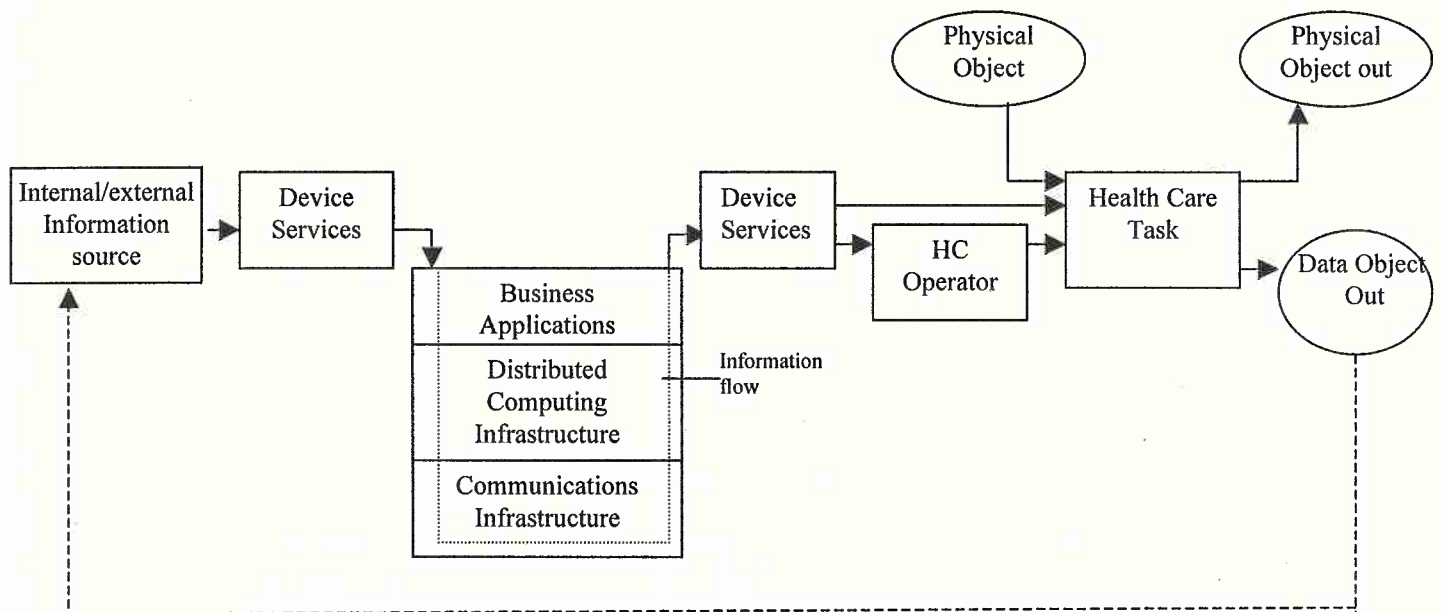 Physical
Object
Physical
Object out
Internal/external
Information
source
Device
Services
Device
Services
Health Care
Task
HC
Operator
Data Object
Out
Business
Applications
Distributed
Computing
Infrastructure
Information
flow
Communications
Infrastructure